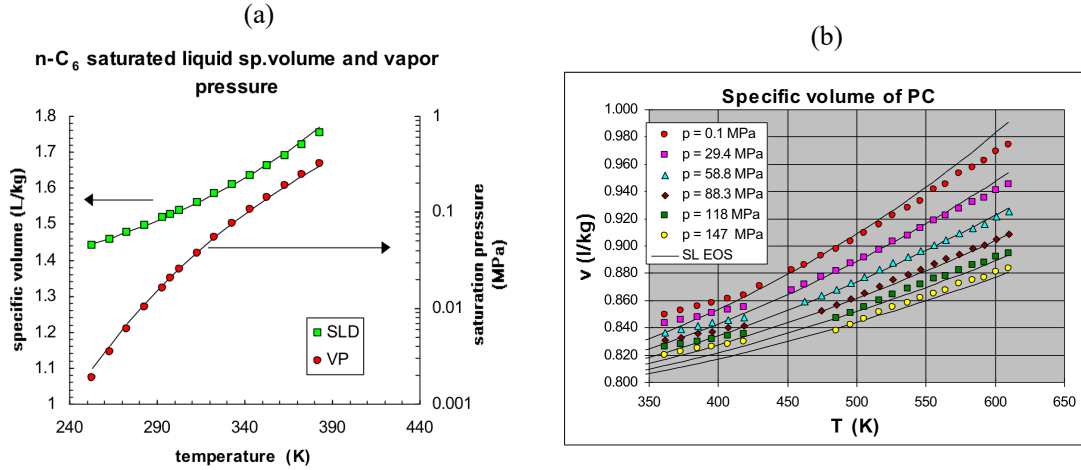 (a)
n-C6 saturated liquid sp.volume and vapor
pressure
1.8
1.7
1.6
1.5
1.4
1.3
1.2
1.1
1
specific volume (L/kg)
1
0.1
0.01
0.001
saturation pressure
(MPa)
SLD
VP
240
290
340
390
440
temperature (K)
(b)
Specific volume of PC
1.000
0.980
0.960
0.940
0.920
0.900
0.880
0.860
0.840
0.820
0.800
v (l/kg)
p = 0.1 MPa
p = 29.4 MPa
p = 58.8 MPa
p = 88.3 MPa
p = 118 MPa
p = 147 MPa
SL EOS
350
400
450
500
550
600
650
T (K)